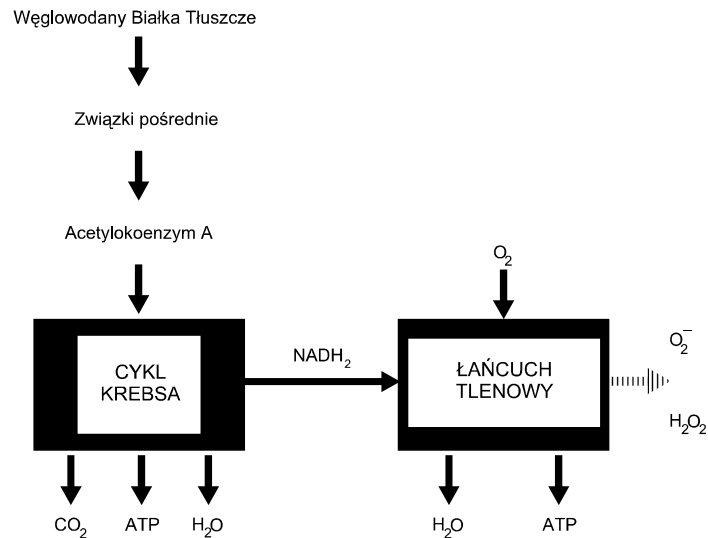 Węglowodany Białka Tłuszcze
Związki pośrednie
Acetylokoenzym A
O₂
CYKL
KREBSA
NADH₂
ŁAŃCUCH
TLENOWY
O₂⁻
H₂O₂
CO₂ ATP H₂O
H₂O ATP